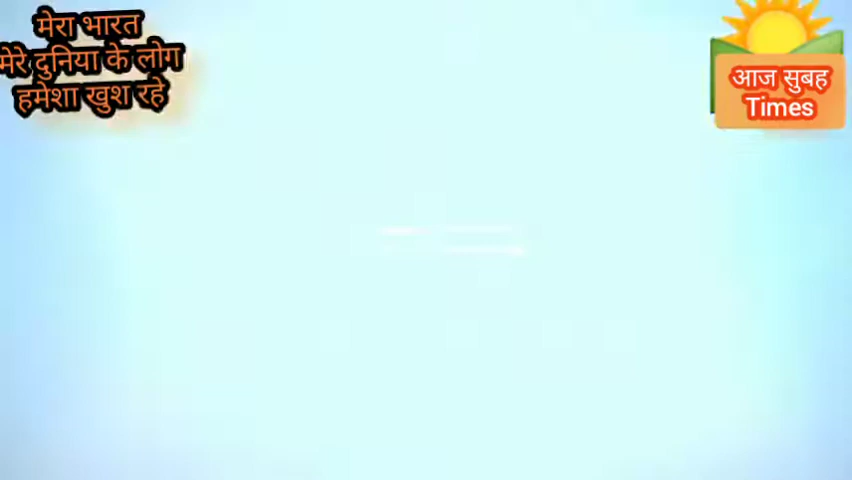 मेरा भारत
मेरे दुनिया के लोग
हमेशा खुश रहे
आज सुबह
Times